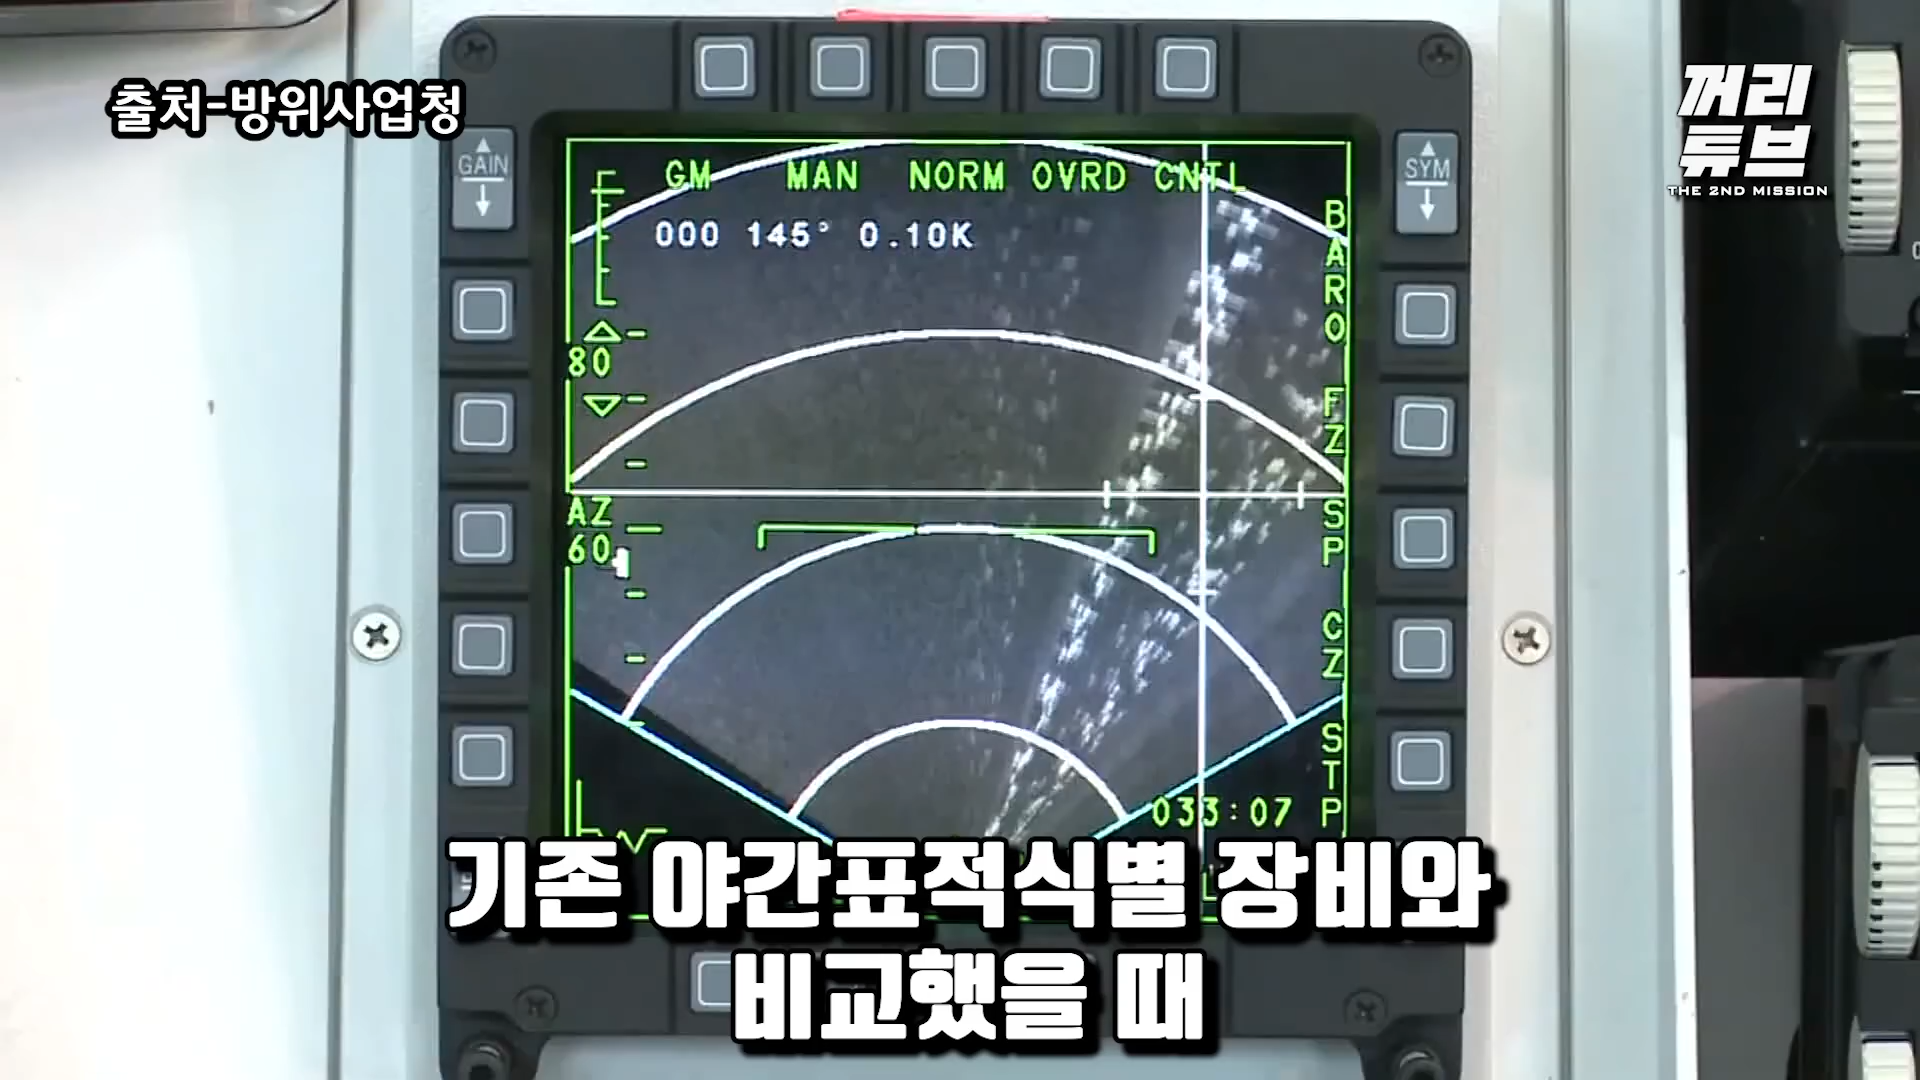 출처-방위사업청
꺼리
튜브
THE 2ND MISSION
GAIN
SYM
GM MAN NORM OVRD CNTL
000 145° 0.10K
BARO
80
FZ
AZ
60
SP
CZ
STP
033:07
기존 야간표적식별 장비와
비교했을 때